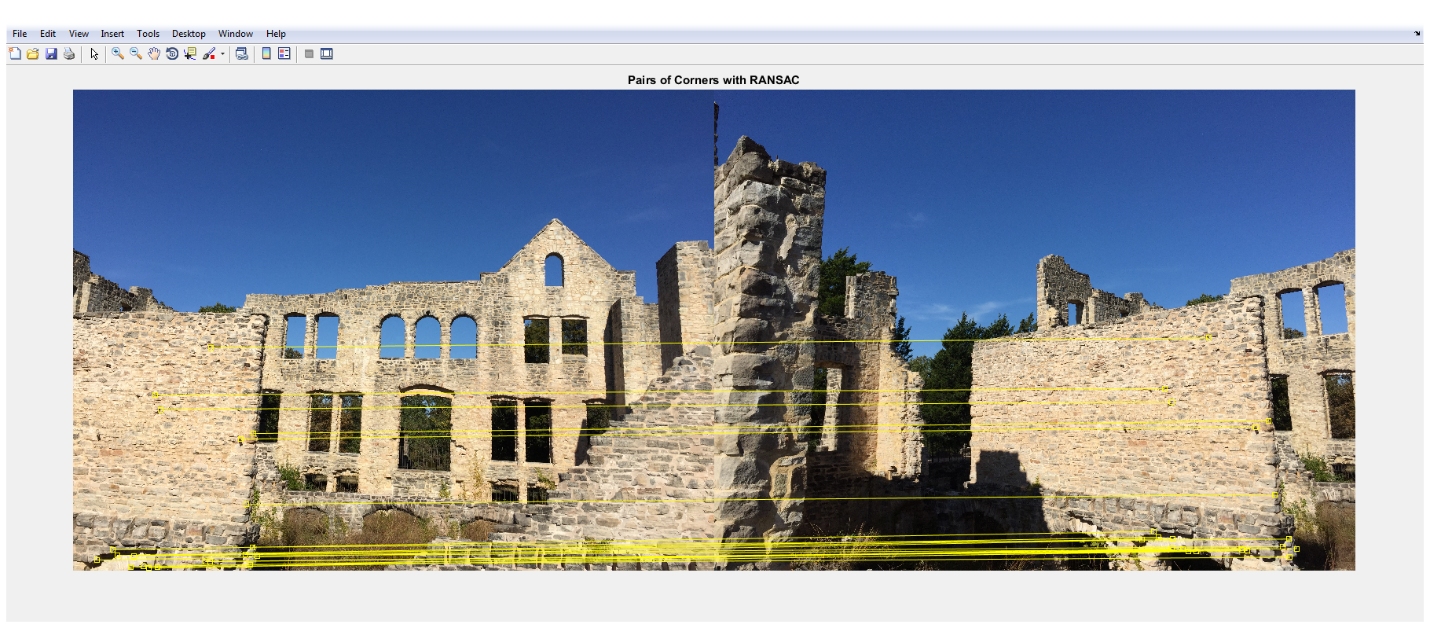 File Edit View Insert Tools Desktop Window Help
Pairs of Corners with RANSAC